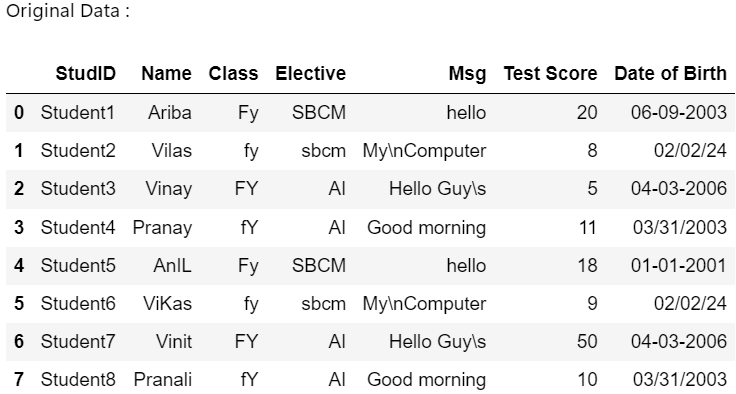 Original Data :
StudID Name Class Elective Msg Test Score Date of Birth
0 Student1 Ariba Fy SBCM hello 20 06-09-2003
1 Student2 Vilas fy sbcm My\nComputer 8 02/02/24
2 Student3 Vinay FY AI Hello Guy\s 5 04-03-2006
3 Student4 Pranay fY AI Good morning 11 03/31/2003
4 Student5 AnIL Fy SBCM hello 18 01-01-2001
5 Student6 ViKas fy sbcm My\nComputer 9 02/02/24
6 Student7 Vinit FY AI Hello Guy\s 50 04-03-2006
7 Student8 Pranali fY AI Good morning 10 03/31/2003